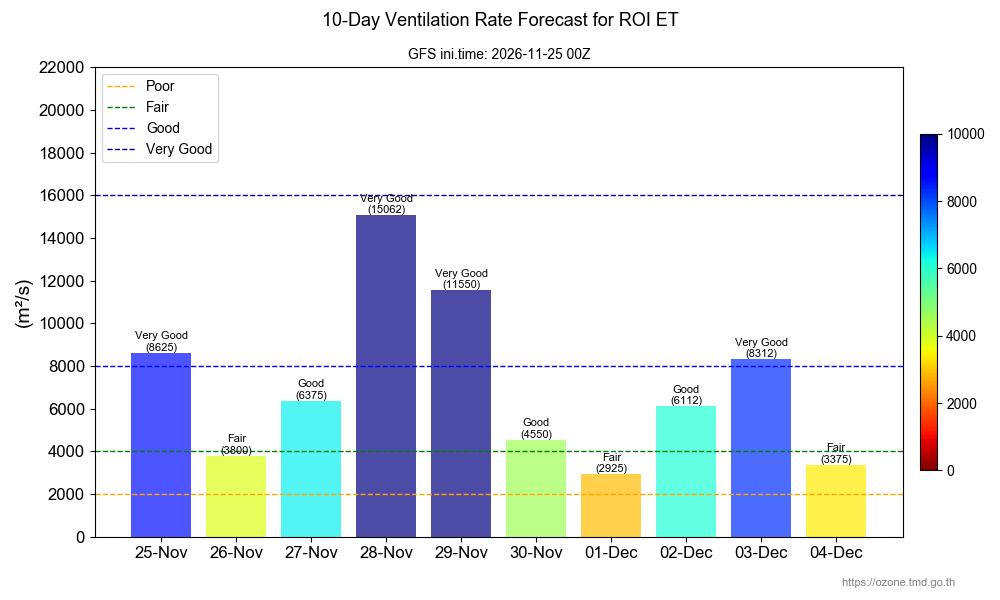 10-Day Ventilation Rate Forecast for ROI ET
GFS ini.time: 2026-11-25 00Z
(m²/s)
22000
20000
18000
16000
14000
12000
10000
8000
6000
4000
2000
0
Poor
Fair
Good
Very Good
Very Good
(8625)
Fair
(3800)
Good
(6375)
Very Good
(15062)
Very Good
(11550)
Good
(4550)
Fair
(2925)
Good
(6112)
Very Good
(8312)
Fair
(3375)
25-Nov 26-Nov 27-Nov 28-Nov 29-Nov 30-Nov 01-Dec 02-Dec 03-Dec 04-Dec
10000
8000
6000
4000
2000
0
https://ozone.tmd.go.th